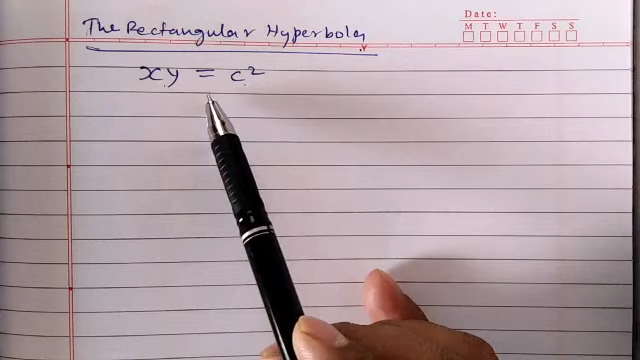 Date:
M T W T F S S
The Rectangular Hyperbola
xy = c²